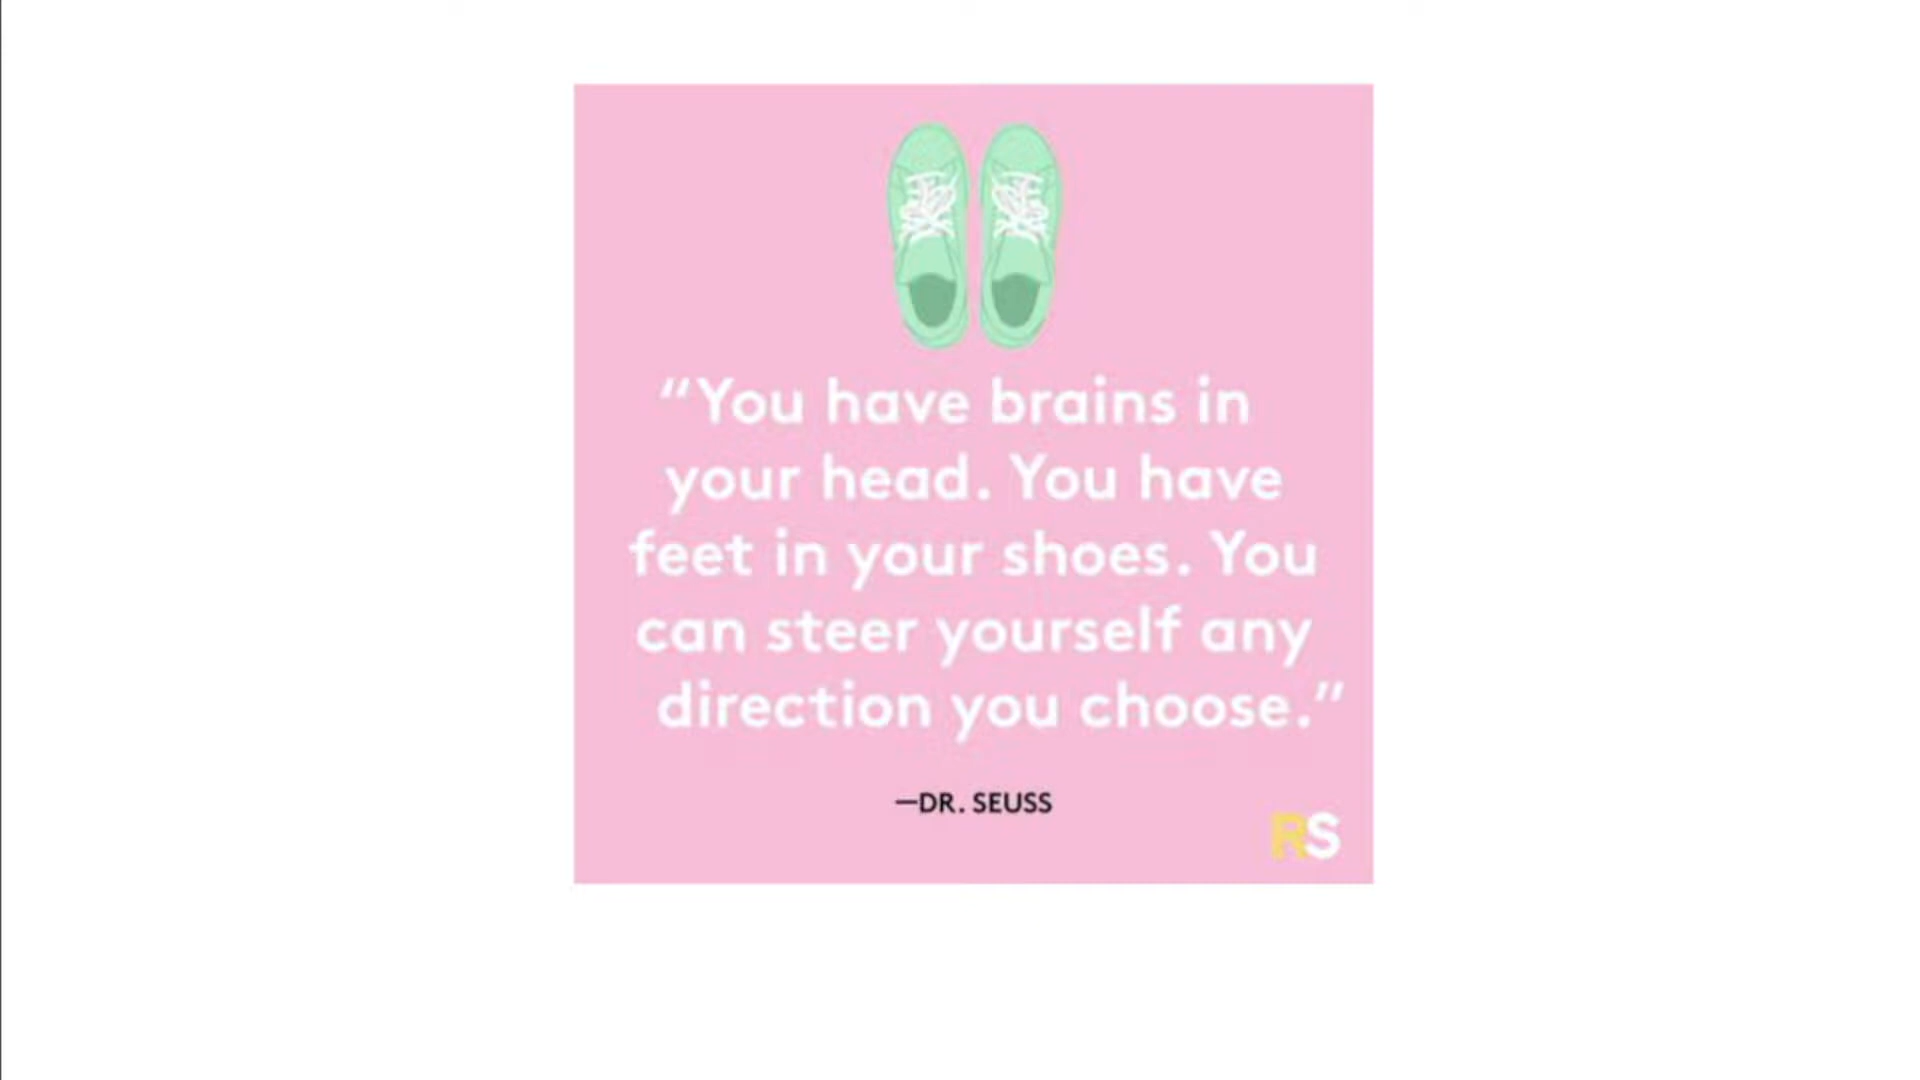 “You have brains in
your head. You have
feet in your shoes. You
can steer yourself any
direction you choose.”
—DR. SEUSS
RS